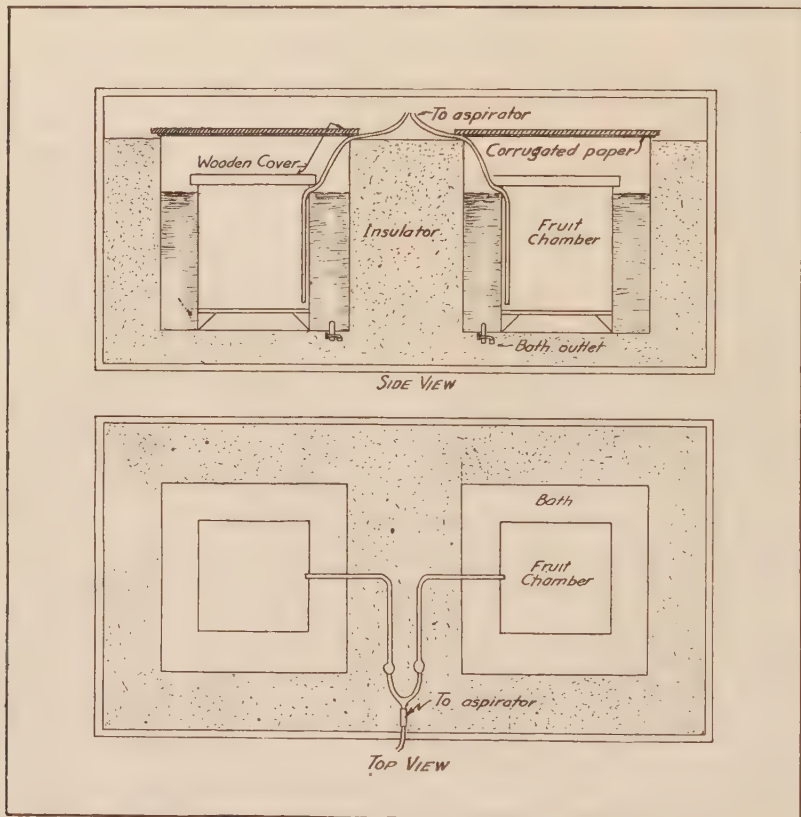 To aspirator
Wooden Cover
Corrugated paper
Insulator
Fruit
Chamber
Bath outlet
SIDE VIEW
Bath
Fruit
Chamber
To aspirator
TOP VIEW